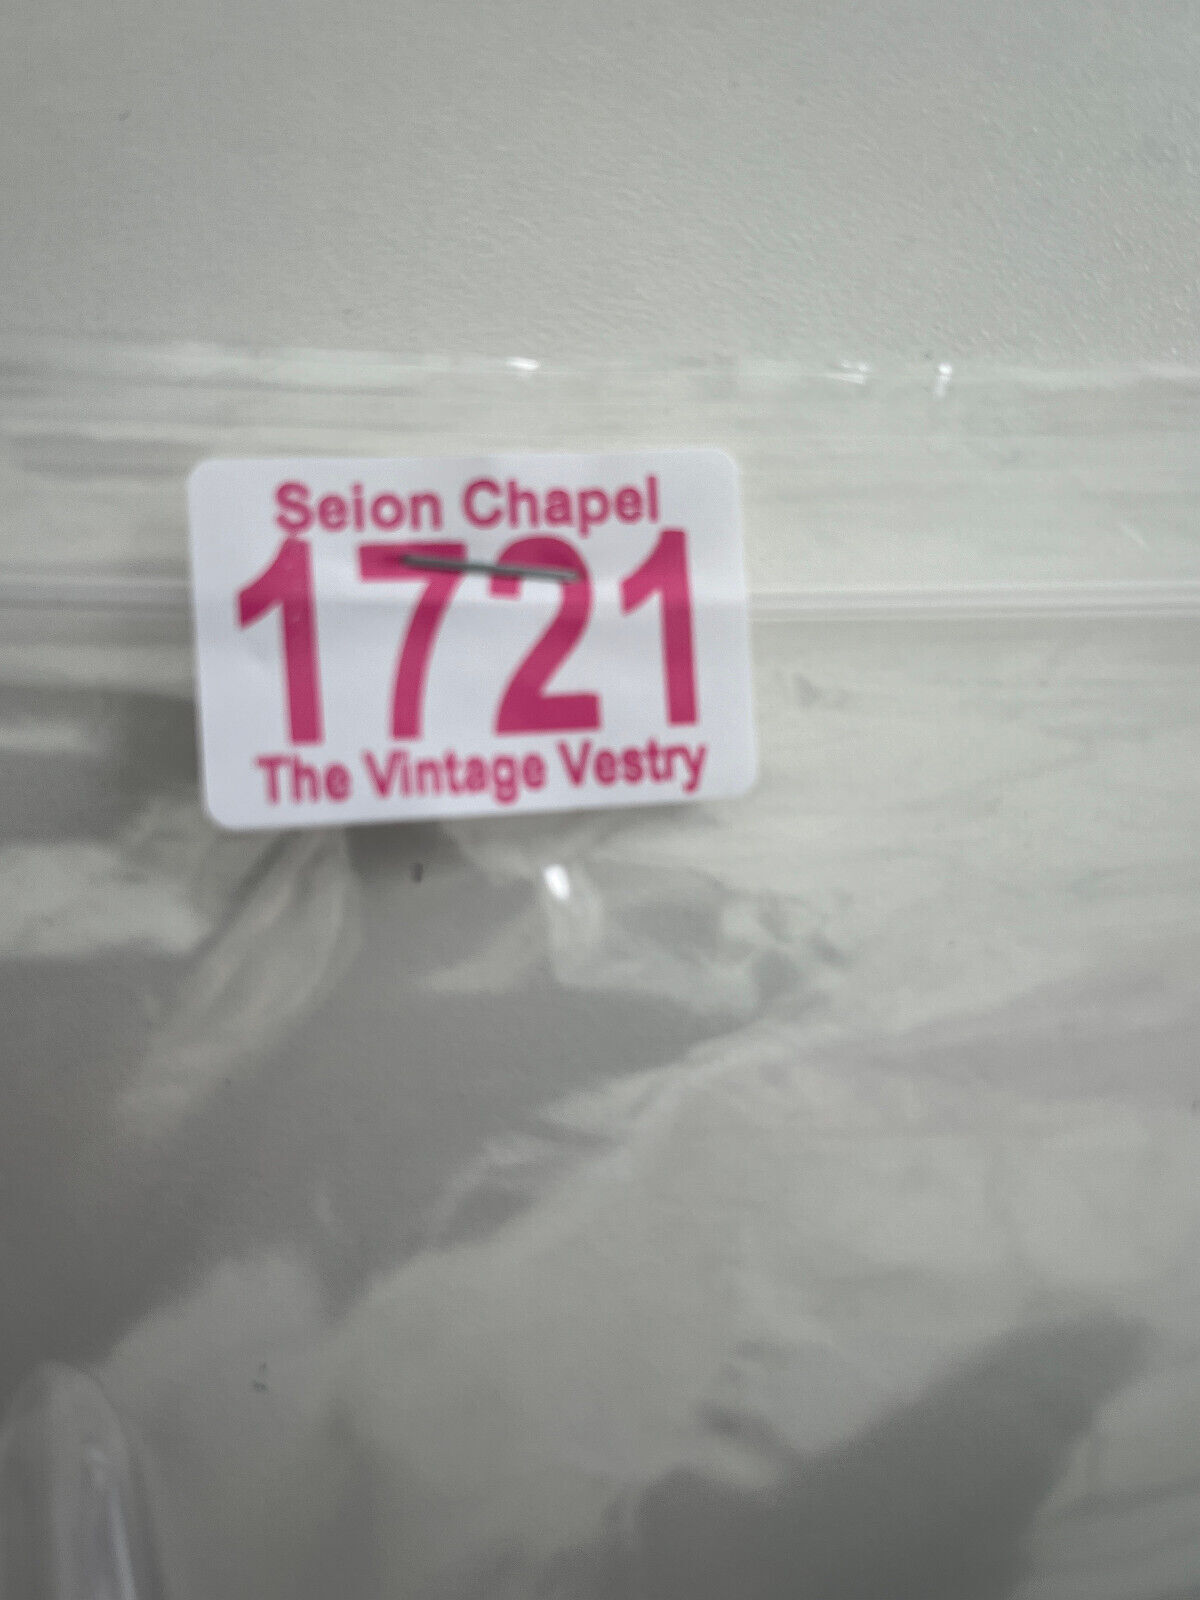 Seion Chapel
1721
The Vintage Vestry